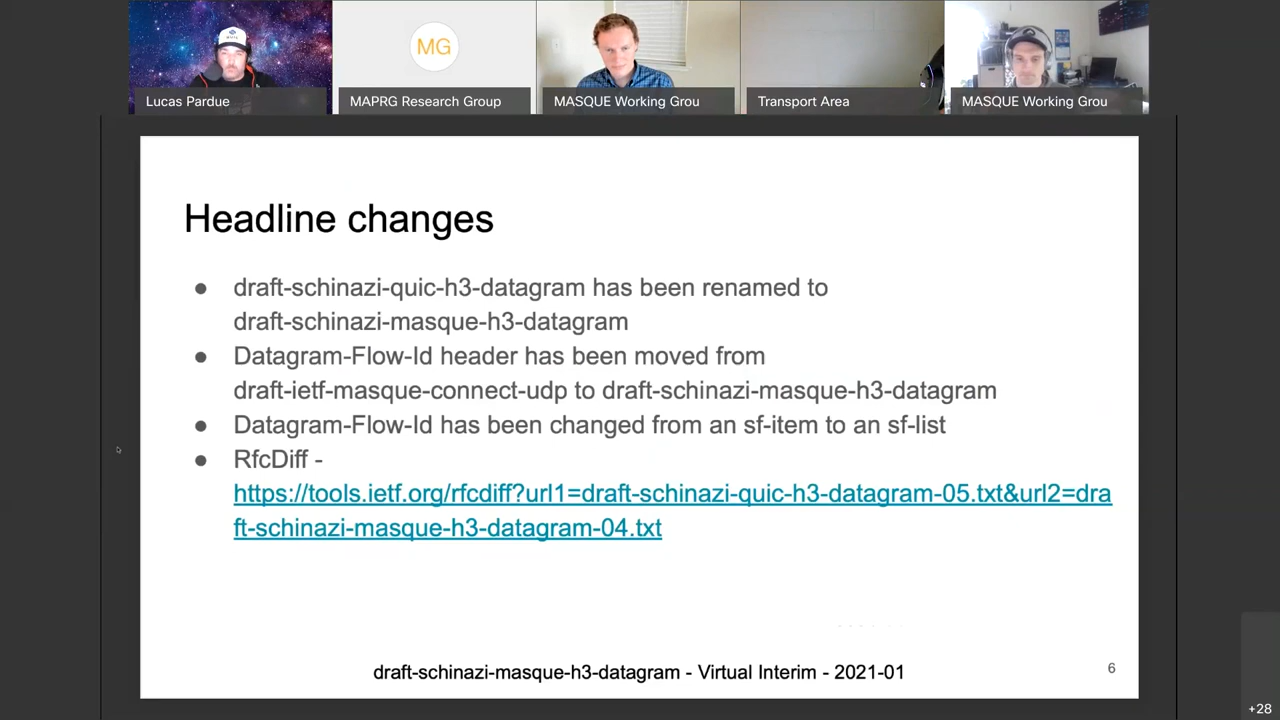 MG
Lucas Pardue
MAPRG Research Group
MASQUE Working Grou
Transport Area
MASQUE Working Grou
Headline changes
● draft-schinazi-quic-h3-datagram has been renamed to
draft-schinazi-masque-h3-datagram
● Datagram-Flow-Id header has been moved from
draft-ietf-masque-connect-udp to draft-schinazi-masque-h3-datagram
● Datagram-Flow-Id has been changed from an sf-item to an sf-list
● RfcDiff -
https://tools.ietf.org/rfcdiff?url1=draft-schinazi-quic-h3-datagram-05.txt&url2=dra
ft-schinazi-masque-h3-datagram-04.txt
draft-schinazi-masque-h3-datagram - Virtual Interim - 2021-01
6
+28